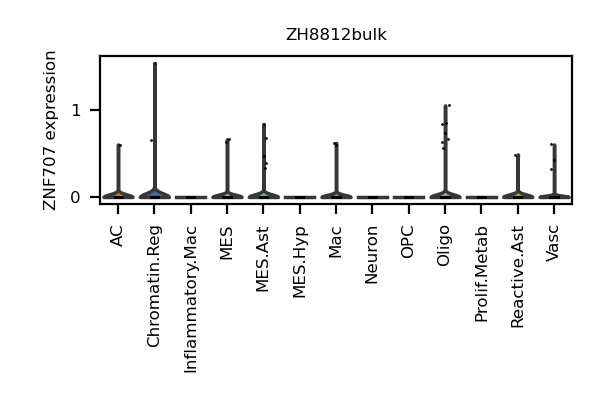 ZH8812bulk
ZNF707 expression
1
0
AC
Chromatin.Reg
Inflammatory.Mac
MES
MES.Ast
MES.Hyp
Mac
Neuron
OPC
Oligo
Prolif.Metab
Reactive.Ast
Vasc